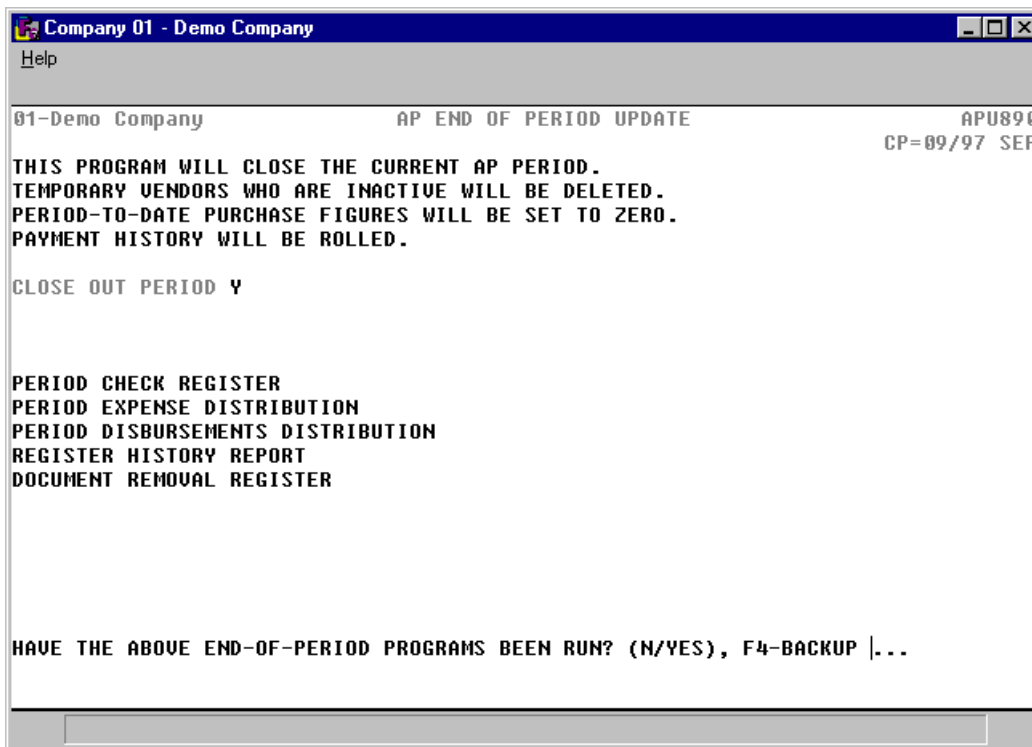 Company 01 - Demo Company
Help
01-Demo Company AP END OF PERIOD UPDATE APU890
CP=09/97 SEP
THIS PROGRAM WILL CLOSE THE CURRENT AP PERIOD.
TEMPORARY VENDORS WHO ARE INACTIVE WILL BE DELETED.
PERIOD-TO-DATE PURCHASE FIGURES WILL BE SET TO ZERO.
PAYMENT HISTORY WILL BE ROLLED.
CLOSE OUT PERIOD Y
PERIOD CHECK REGISTER
PERIOD EXPENSE DISTRIBUTION
PERIOD DISBURSEMENTS DISTRIBUTION
REGISTER HISTORY REPORT
DOCUMENT REMOVAL REGISTER
HAVE THE ABOVE END-OF-PERIOD PROGRAMS BEEN RUN? (N/YES), F4-BACKUP ...